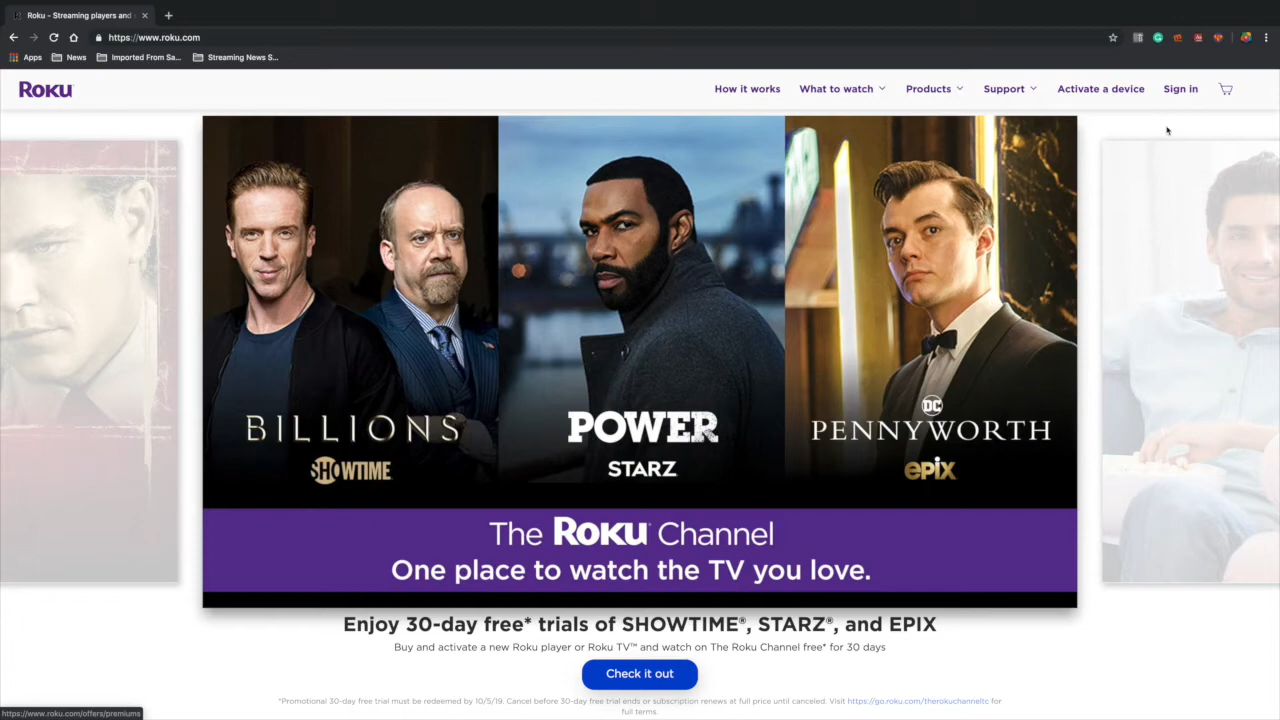 Roku - Streaming players and
https://www.roku.com
Apps News Imported From Sa... Streaming News S...
Roku How it works What to watch Products Support Activate a device Sign in
BILLIONS
SHOWTIME
POWER
STARZ
DC
PENNYWORTH
epix
The Roku Channel
One place to watch the TV you love.
Enjoy 30-day free* trials of SHOWTIME®, STARZ®, and EPIX
Buy and activate a new Roku player or Roku TV™ and watch on The Roku Channel free* for 30 days
Check it out
*Promotional 30-day free trial must be redeemed by 10/5/19. Cancel before 30-day free trial ends or subscription renews at full price until canceled. Visit https://go.roku.com/therokuchanneltc for
full terms.
https://www.roku.com/offers/premiums